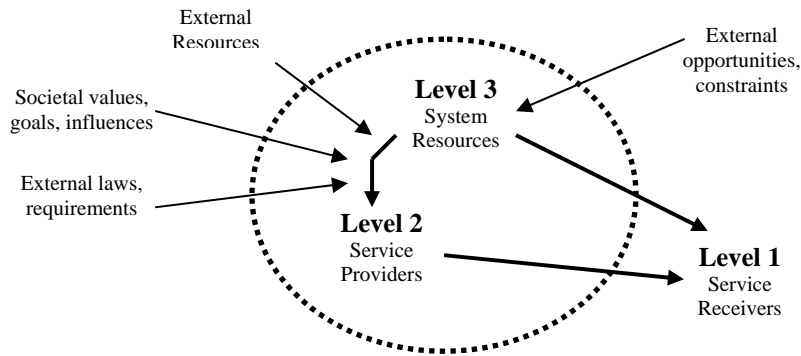 External
Resources
External
opportunities,
constraints
Societal values,
goals, influences
Level 3
System
Resources
External laws,
requirements
Level 2
Service
Providers
Level 1
Service
Receivers